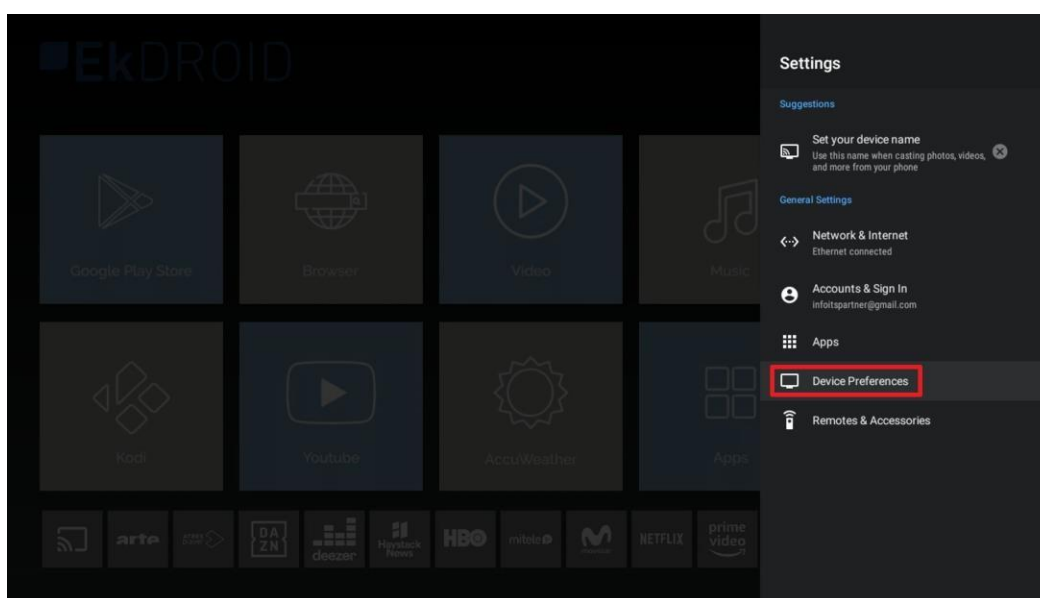 EkDROID
Settings
Suggestions
Set your device name
Use this name when casting photos, videos,
and more from your phone
General Settings
Network & Internet
Ethernet connected
Accounts & Sign In
infoitspartner@gmail.com
Apps
Device Preferences
Remotes & Accessories
Google Play Store
Browser
Video
Music
Kodi
Youtube
AccuWeather
Apps
arte
DA
ZN
deezer
Haystack
News
HBO
mitele
movistar
NETFLIX
prime
video